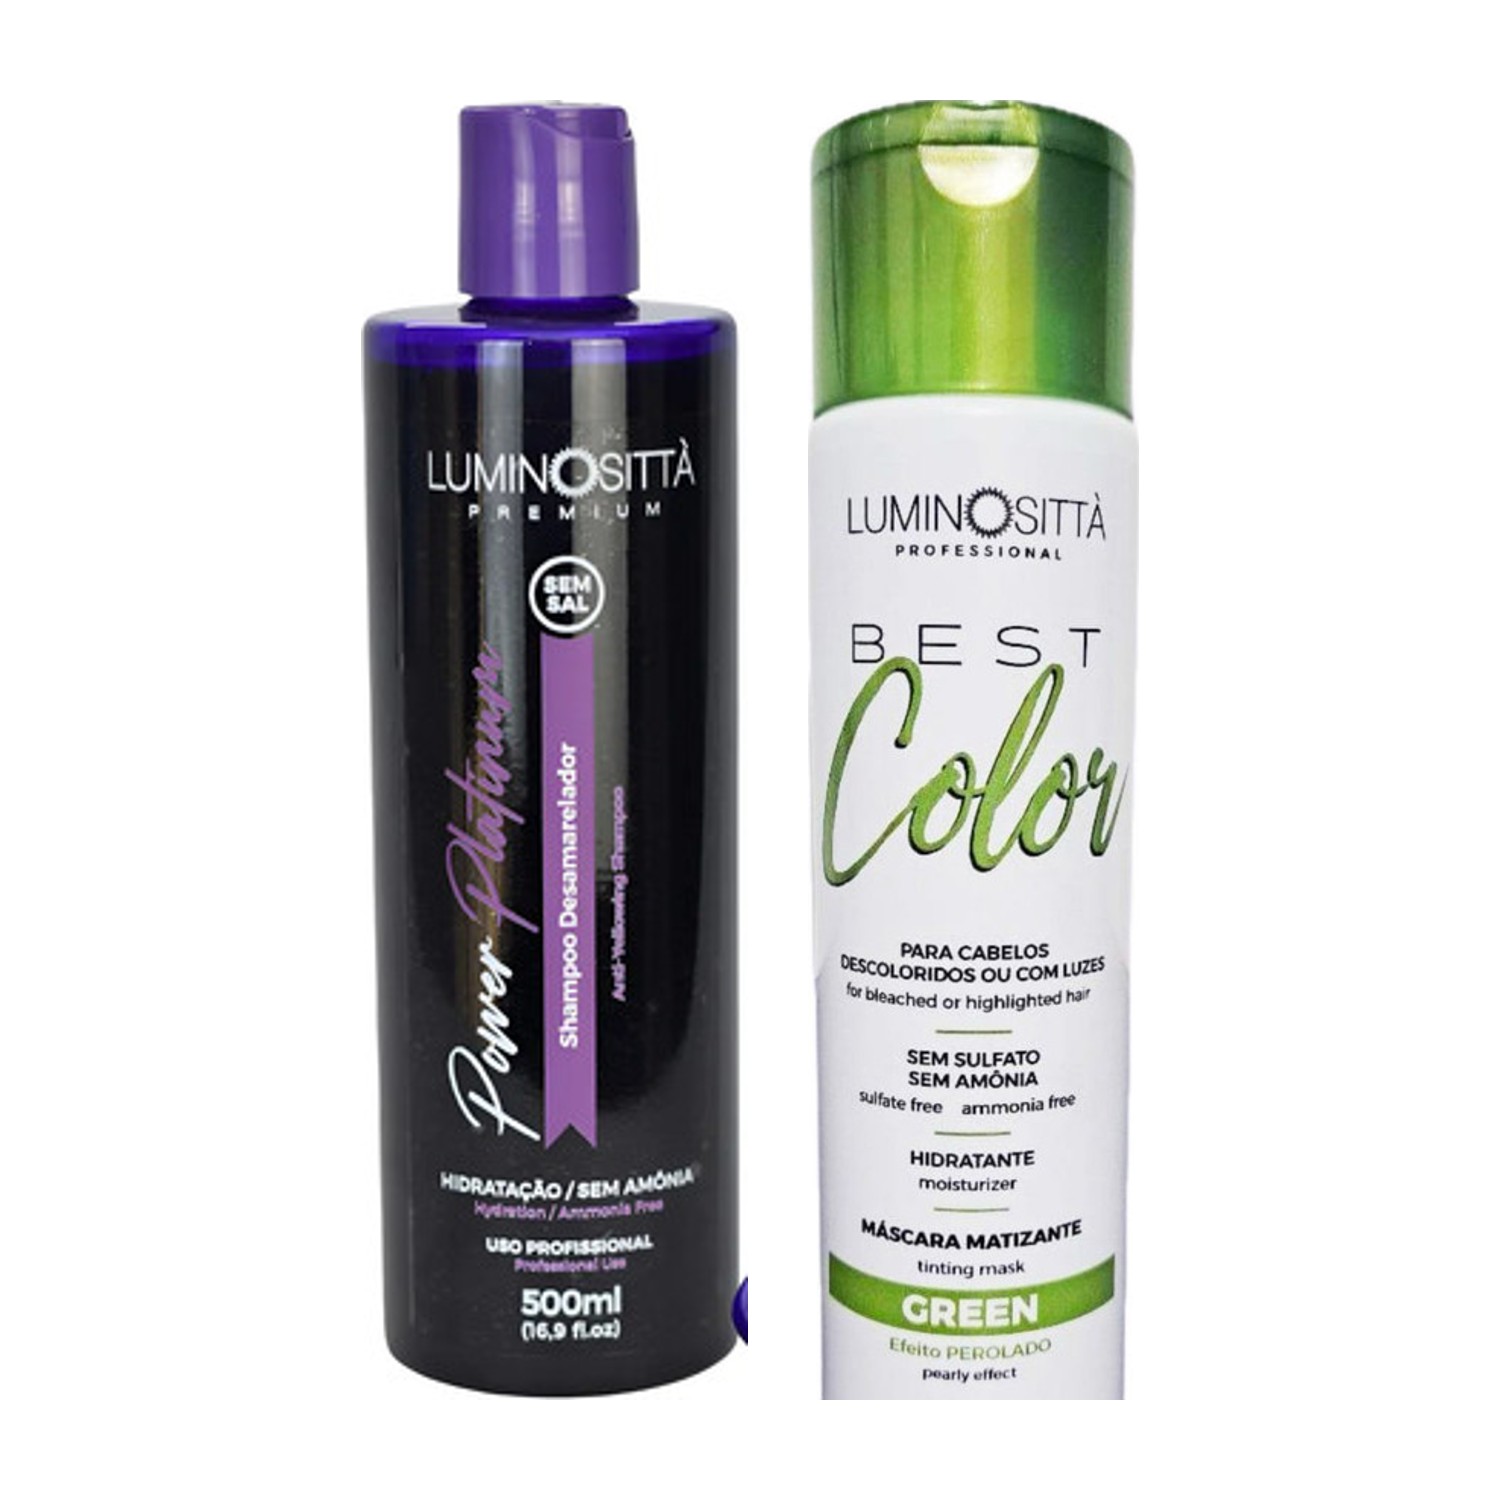 LUMINOSITTÀ
PREMIUM
SEM
SAL
Power Platinum
Shampoo Desamarelador
Anti-Yellowing Shampoo
HIDRATAÇÃO / SEM AMÔNIA
Hydration / Ammonia Free
USO PROFISSIONAL
Professional Use
500ml
(16,9 fl.oz)
LUMINOSITTÀ
PROFESSIONAL
BEST
Color
PARA CABELOS
DESCOLORIDOS OU COM LUZES
for bleached or highlighted hair
SEM SULFATO
SEM AMÔNIA
sulfate free ammonia free
HIDRATANTE
moisturizer
MÁSCARA MATIZANTE
tinting mask
GREEN
Efeito PEROLADO
pearly effect